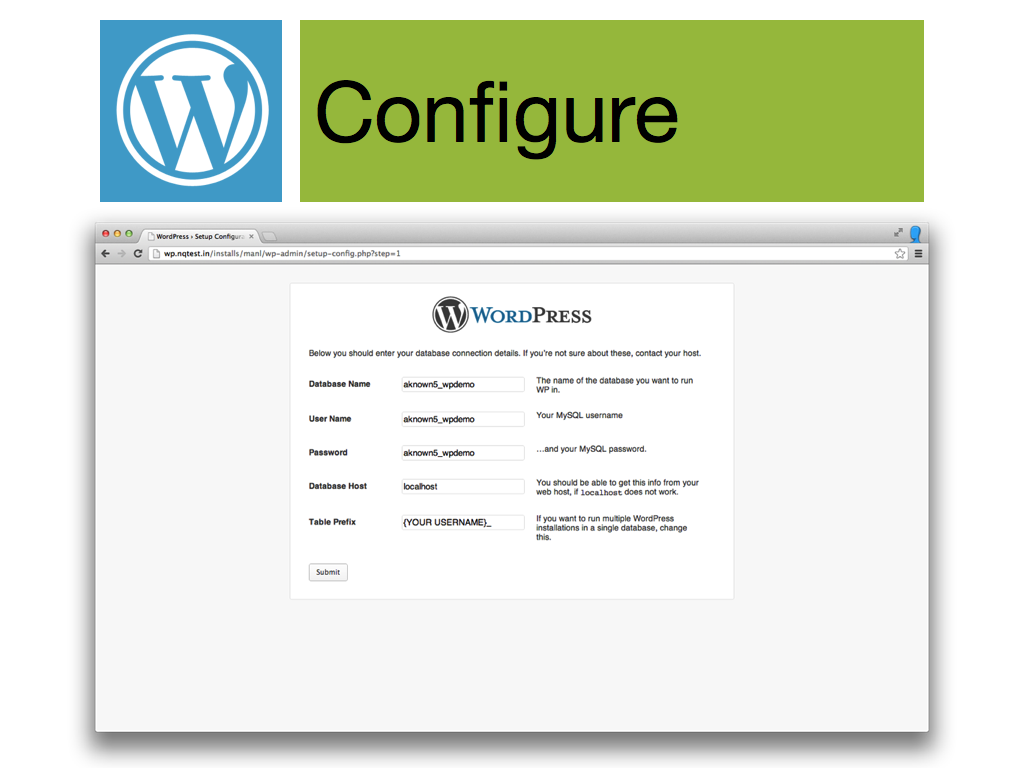 Configure
WordPress › Setup Configura
wp.nqtest.in/installs/manl/wp-admin/setup-config.php?step=1
WORDPRESS
Below you should enter your database connection details. If you're not sure about these, contact your host.
Database Name aknown5_wpdemo The name of the database you want to run
WP in.
User Name aknown5_wpdemo Your MySQL username
Password aknown5_wpdemo …and your MySQL password.
Database Host localhost You should be able to get this info from your
web host, if localhost does not work.
Table Prefix {YOUR USERNAME}_ If you want to run multiple WordPress
installations in a single database, change
this.
Submit